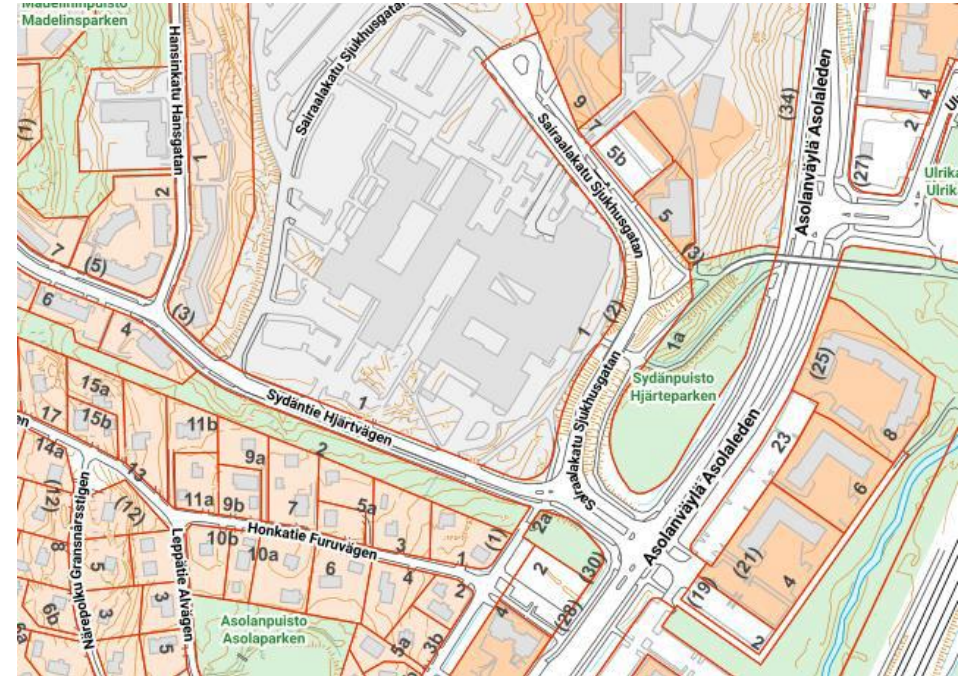 Madelininpuisto
Madelinsparken
Hansinkatu Hansgatan
Sairaalakatu Sjukhusgatan
Sairaalakatu Sjukhusgatan
Asolanväylä Asolaleden
(34)
4
2
(27)
Ulrika
Ulrika
9
7
5b
5
(3)
(1)
1
2
7
(5)
6
4
(3)
1
(2)
1
1a
Sydänpuisto
Hjärteparken
Sydäntie Hjärtvägen
Sairaalakatu Sjukhusgatan
Asolanväylä Asolaleden
(25)
8
23
6
(21)
4
(19)
2
15a
15b
17
14a
13
(12)
(12)
11b
11a
9a
9b
7
2
5a
3
1
(1)
2a
2
(30)
(28)
4
Honkatie Furuvägen
10b
10a
6
4
2
5a
3b
8
5
3
6b
6a
3
5
Närepolku Gransnärsstigen
Leppätie Alvägen
Asolanpuisto
Asolaparken